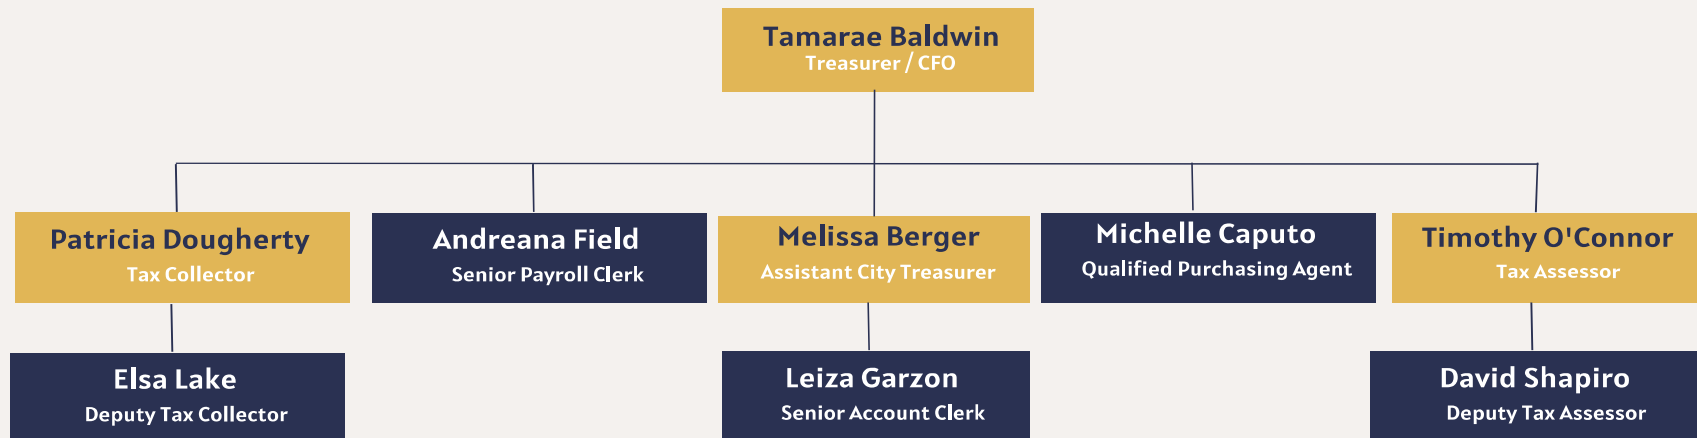 Tamarae Baldwin
Treasurer / CFO
Patricia Dougherty
Tax Collector
Andreana Field
Senior Payroll Clerk
Melissa Berger
Assistant City Treasurer
Michelle Caputo
Qualified Purchasing Agent
Timothy O'Connor
Tax Assessor
Elsa Lake
Deputy Tax Collector
Leiza Garzon
Senior Account Clerk
David Shapiro
Deputy Tax Assessor